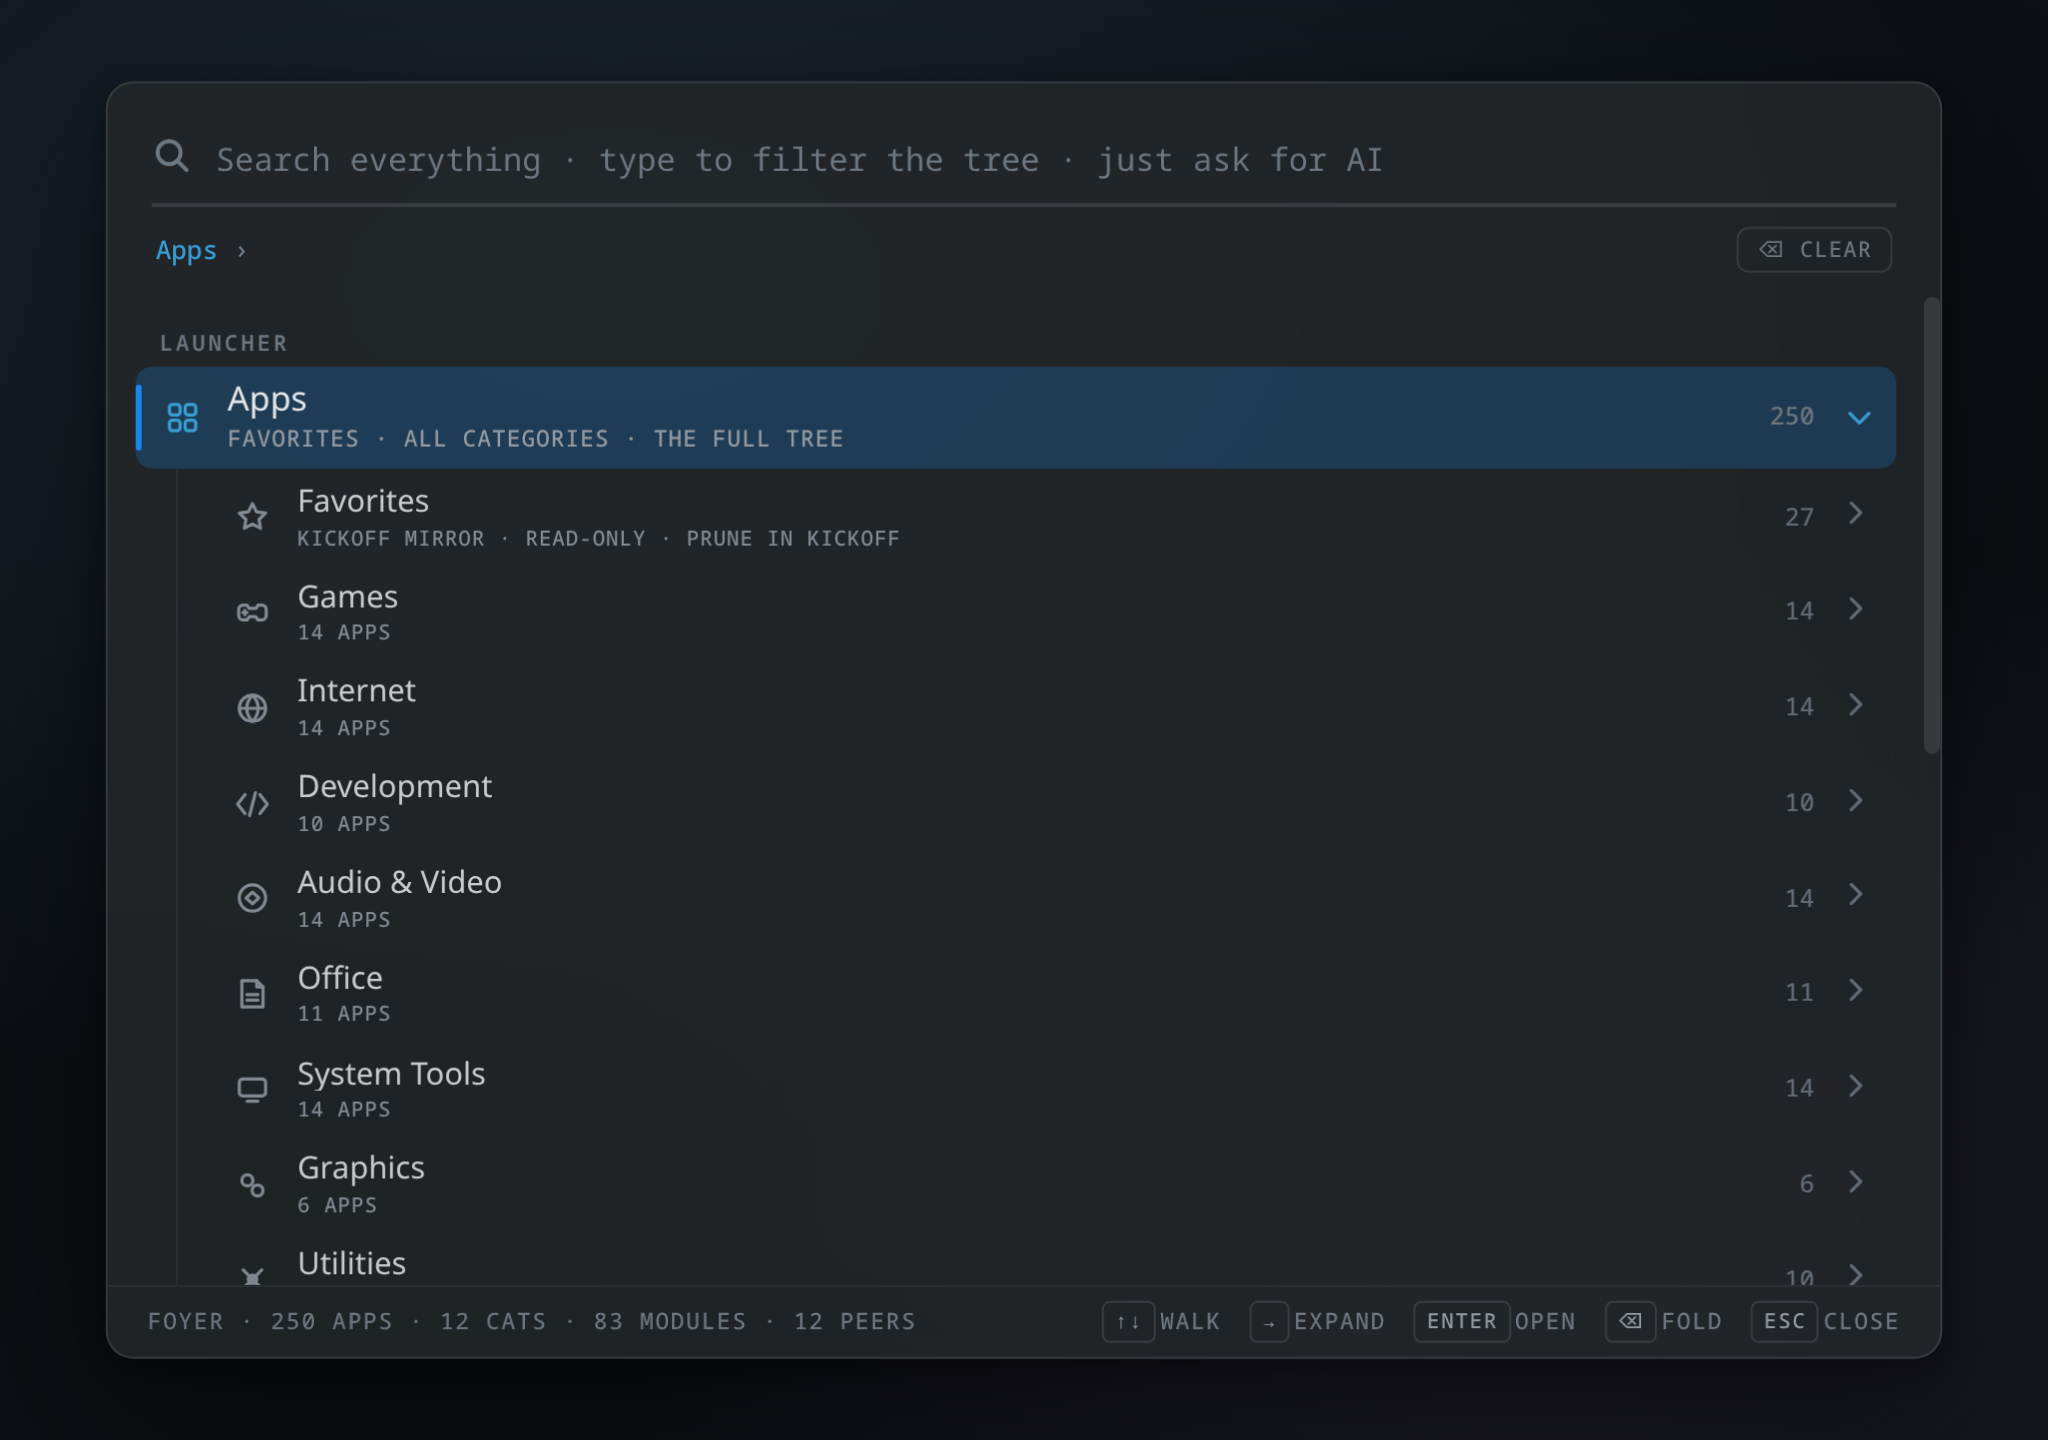 Search everything · type to filter the tree · just ask for AI
Apps ›
⌫ CLEAR
LAUNCHER
Apps
FAVORITES · ALL CATEGORIES · THE FULL TREE
250
Favorites
KICKOFF MIRROR · READ-ONLY · PRUNE IN KICKOFF
27
Games
14 APPS
14
Internet
14 APPS
14
Development
10 APPS
10
Audio & Video
14 APPS
14
Office
11 APPS
11
System Tools
14 APPS
14
Graphics
6 APPS
6
Utilities
10
FOYER · 250 APPS · 12 CATS · 83 MODULES · 12 PEERS
↑↓ WALK → EXPAND ENTER OPEN ⌫ FOLD ESC CLOSE